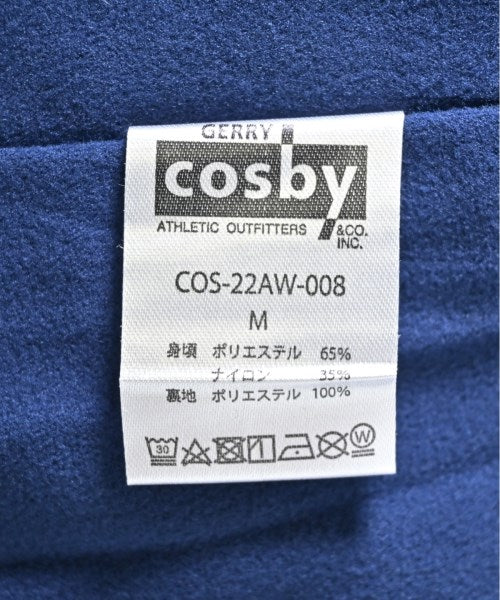 GERRY
cosby
ATHLETIC OUTFITTERS &CO. INC.
COS-22AW-008
M
身頃 ポリエステル 65%
ナイロン 35%
裏地 ポリエステル 100%
30 W